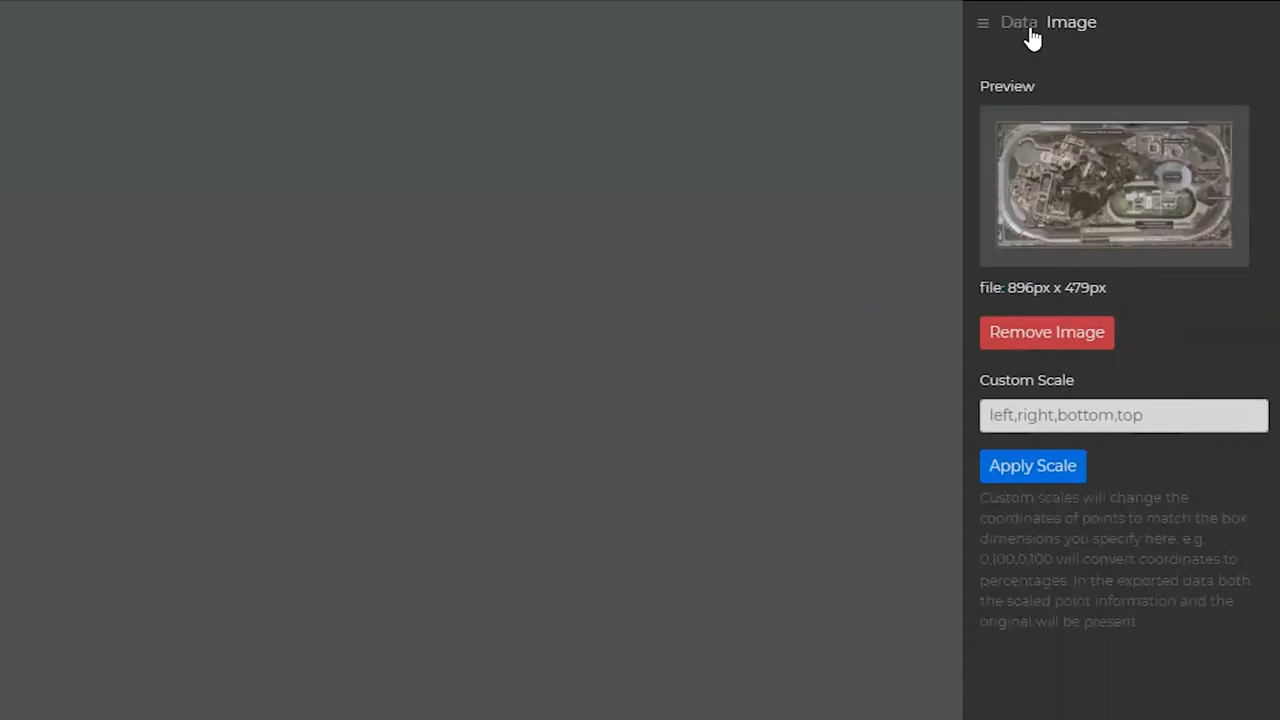 Data Image
Preview
file: 896px x 479px
Remove Image
Custom Scale
left,right,bottom,top
Apply Scale
Custom scales will change the
coordinates of points to match the box
dimensions you specify here. e.g.
0,100,0,100 will convert coordinates to
percentages. In the exported data both
the scaled point information and the
original will be present.